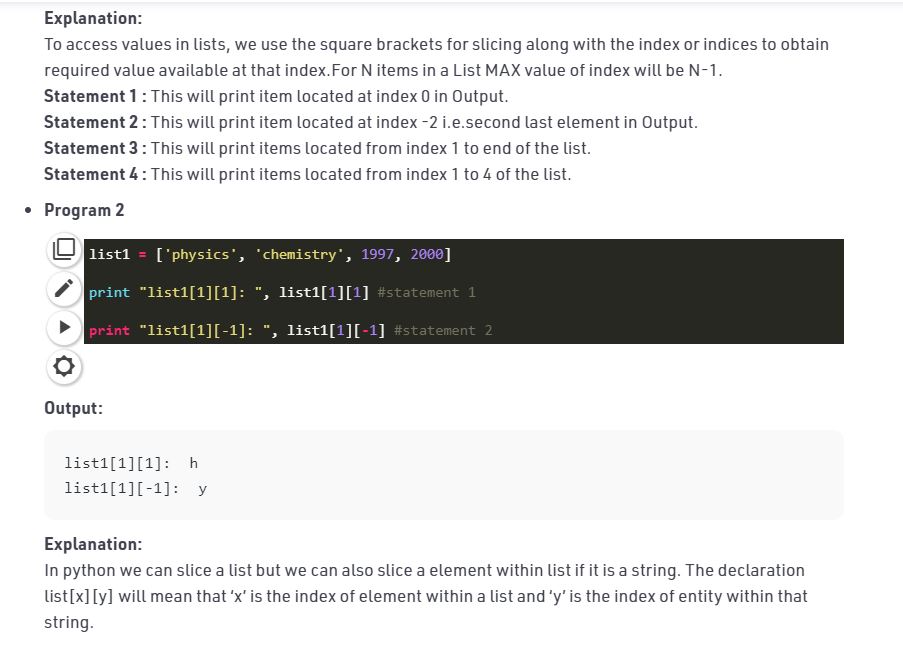 Explanation:
To access values in lists, we use the square brackets for slicing along with the index or indices to obtain
required value available at that index.For N items in a List MAX value of index will be N-1.
Statement 1 : This will print item located at index 0 in Output.
Statement 2 : This will print item located at index -2 i.e.second last element in Output.
Statement 3 : This will print items located from index 1 to end of the list.
Statement 4 : This will print items located from index 1 to 4 of the list.
• Program 2
list1 = ['physics', 'chemistry', 1997, 2000]
print "list1[1][1]: ", list1[1][1] #statement 1
print "list1[1][-1]: ", list1[1][-1] #statement 2
Output:
list1[1][1]:  h
list1[1][-1]:  y
Explanation:
In python we can slice a list but we can also slice a element within list if it is a string. The declaration
list[x][y] will mean that ‘x’ is the index of element within a list and ‘y’ is the index of entity within that
string.